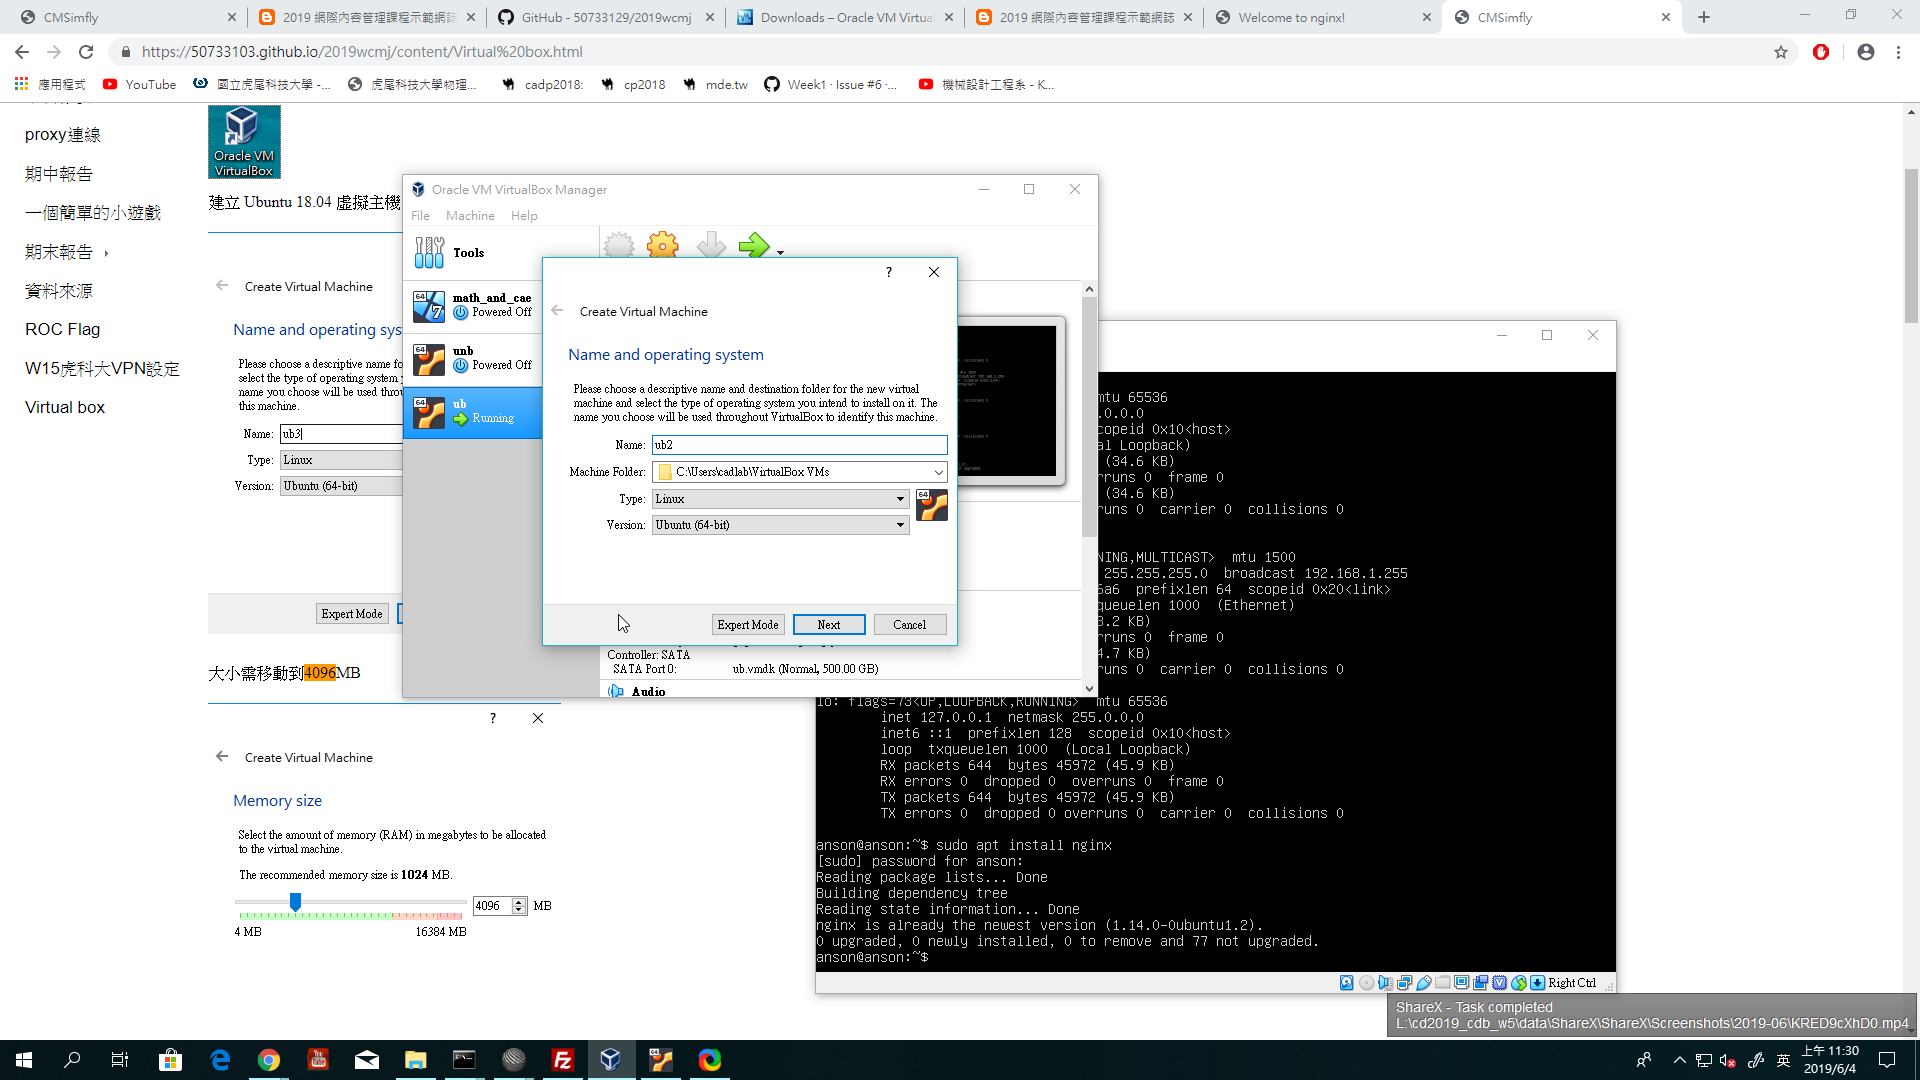 CMSimfly
2019 網際內容管理課程示範網誌
GitHub - 50733129/2019wcmj
Downloads – Oracle VM Virtua
2019 網際內容管理課程示範網誌
Welcome to nginx!
CMSimfly
https://50733103.github.io/2019wcmj/content/Virtual%20box.html
應用程式
YouTube
國立虎尾科技大學 -...
虎尾科技大學物理...
cadp2018:
cp2018
mde.tw
Week1 · Issue #6 ·...
機械設計工程系 - K...
proxy連線
期中報告
一個簡單的小遊戲
期末報告
資料來源
ROC Flag
W15虎科大VPN設定
Virtual box
Oracle VM
VirtualBox
建立 Ubuntu 18.04 虛擬主機
Create Virtual Machine
Name and operating sys
Please choose a descriptive name fo
select the type of operating system y
name you choose will be used throu
this machine.
Name: ub3
Type: Linux
Version: Ubuntu (64-bit)
Expert Mode
大小需移動到4096MB
?
Create Virtual Machine
Memory size
Select the amount of memory (RAM) in megabytes to be allocated
to the virtual machine.
The recommended memory size is 1024 MB.
4096 MB
4 MB 16384 MB
Oracle VM VirtualBox Manager
File Machine Help
Tools
math_and_cae
Powered Off
unb
Powered Off
ub
Running
Controller: SATA
SATA Port 0: ub.vmdk (Normal, 500.00 GB)
Audio
?
Create Virtual Machine
Name and operating system
Please choose a descriptive name and destination folder for the new virtual
machine and select the type of operating system you intend to install on it. The
name you choose will be used throughout VirtualBox to identify this machine.
Name: ub2
Machine Folder: C:\Users\cadlab\VirtualBox VMs
Type: Linux
64
Version: Ubuntu (64-bit)
Expert Mode Next Cancel
mtu 65536
.0.0.0
copeid 0x10<host>
al Loopback)
(34.6 KB)
rruns 0  frame 0
(34.6 KB)
runs 0  carrier 0  collisions 0
NING,MULTICAST>  mtu 1500
255.255.255.0  broadcast 192.168.1.255
6a6  prefixlen 64  scopeid 0x20<link>
queuelen 1000  (Ethernet)
3.2 KB)
rruns 0  frame 0
4.7 KB)
runs 0  carrier 0  collisions 0
lo: flags=73<UP,LOOPBACK,RUNNING>  mtu 65536
inet 127.0.0.1  netmask 255.0.0.0
inet6 ::1  prefixlen 128  scopeid 0x10<host>
loop  txqueuelen 1000  (Local Loopback)
RX packets 644  bytes 45972 (45.9 KB)
RX errors 0  dropped 0  overruns 0  frame 0
TX packets 644  bytes 45972 (45.9 KB)
TX errors 0  dropped 0 overruns 0  carrier 0  collisions 0
anson@anson:~$ sudo apt install nginx
[sudo] password for anson:
Reading package lists... Done
Building dependency tree
Reading state information... Done
nginx is already the newest version (1.14.0-0ubuntu1.2).
0 upgraded, 0 newly installed, 0 to remove and 77 not upgraded.
anson@anson:~$
Right Ctrl
ShareX - Task completed
L:\cd2019_cdb_w5\data\ShareX\ShareX\Screenshots\2019-06\KRED9cXhD0.mp4
英
上午 11:30
2019/6/4